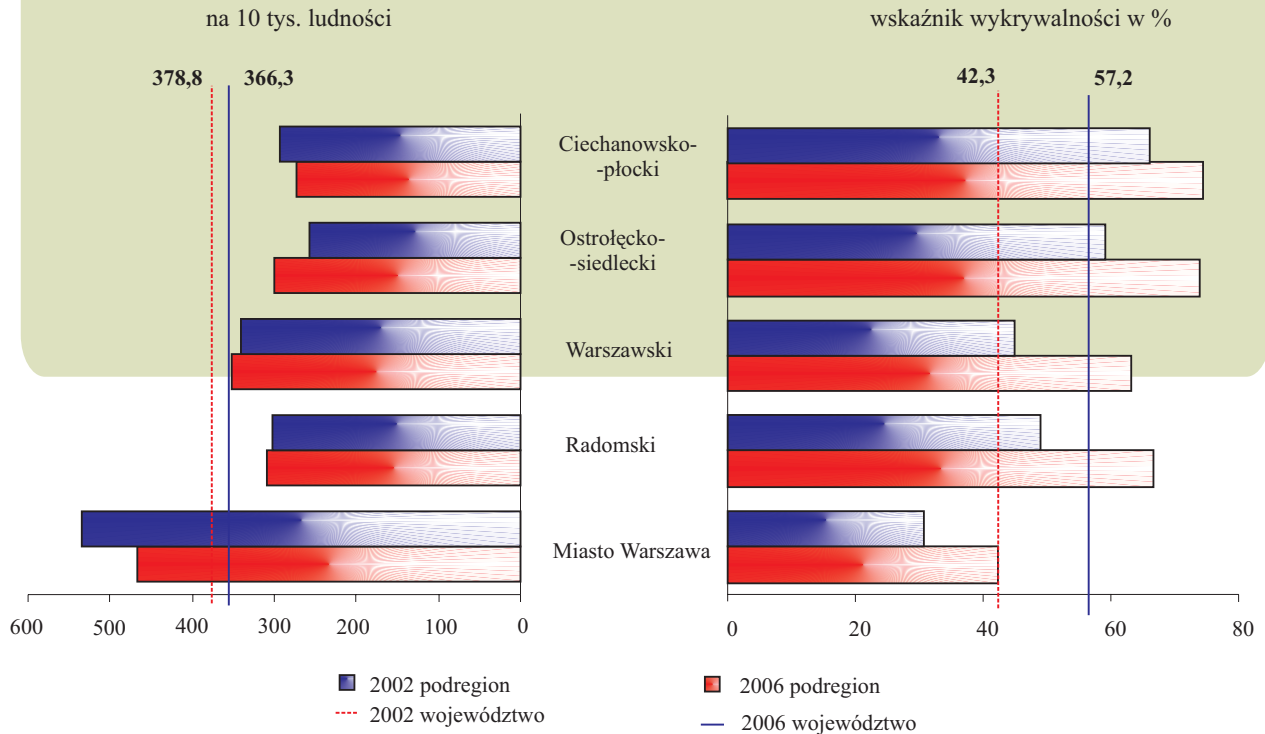 na 10 tys. ludności
wskaźnik wykrywalności w %
378,8 366,3
42,3 57,2
Ciechanowsko-
-płocki
Ostrołęcko-
-siedlecki
Warszawski
Radomski
Miasto Warszawa
600 500 400 300 200 100 0
0 20 40 60 80
2002 podregion
2002 województwo
2006 podregion
2006 województwo